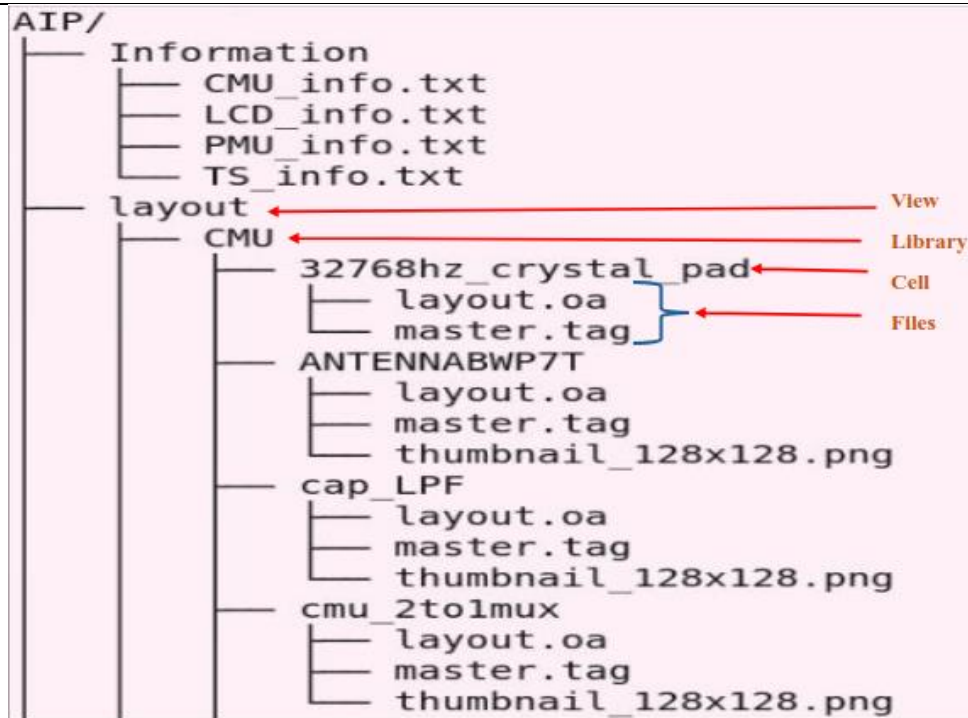 AIP/
Information
CMU_info.txt
LCD_info.txt
PMU_info.txt
TS_info.txt
layout View
CMU Library
32768hz_crystal_pad Cell
layout.oa Files
master.tag
ANTENNABWP7T
layout.oa
master.tag
thumbnail_128x128.png
cap_LPF
layout.oa
master.tag
thumbnail_128x128.png
cmu_2to1mux
layout.oa
master.tag
thumbnail_128x128.png